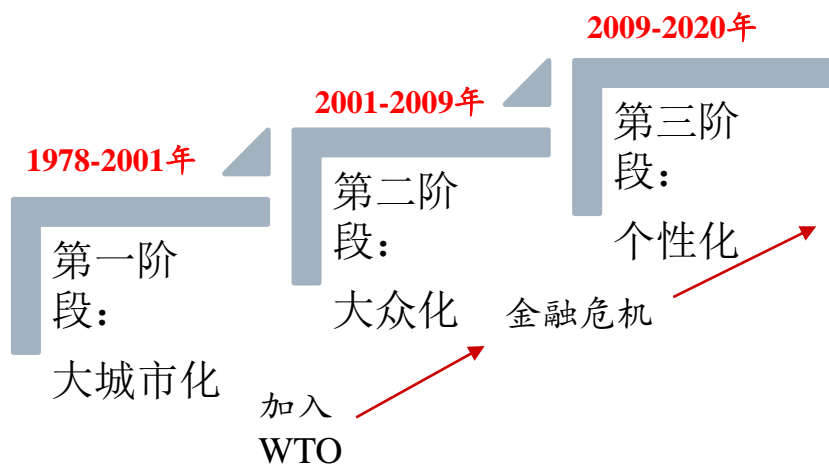 1978-2001年
第一阶
段：
大城市化
加入
WTO
2001-2009年
第二阶
段：
大众化
金融危机
2009-2020年
第三阶
段：
个性化